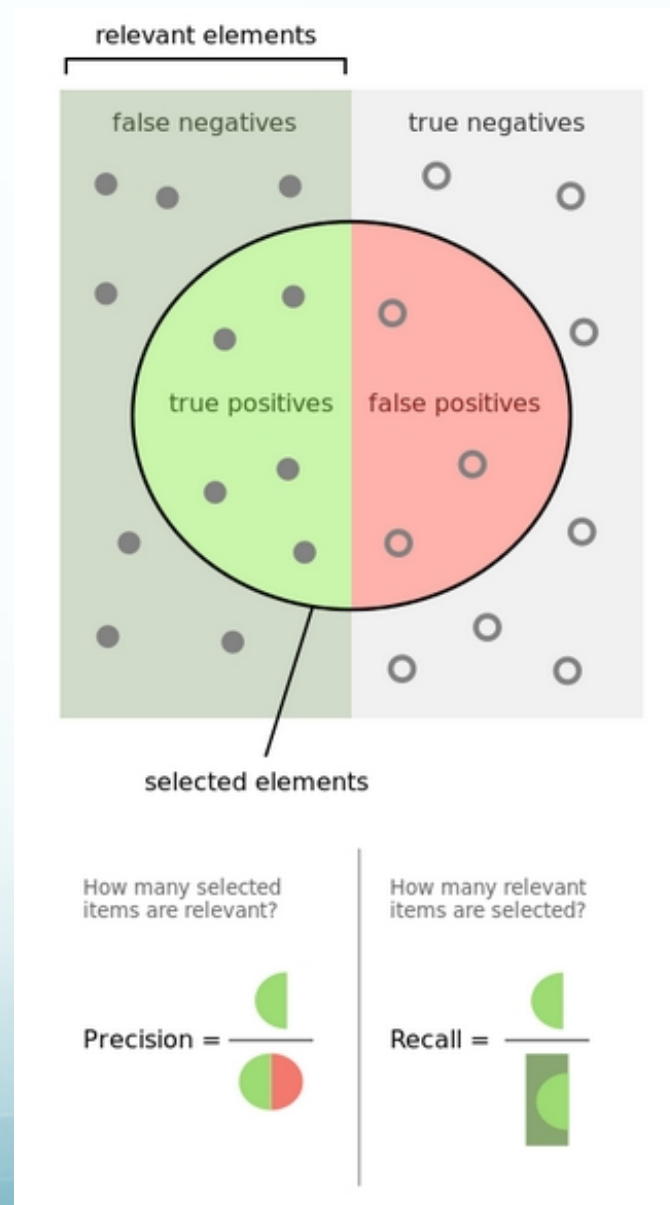 relevant elements
false negatives
true negatives
true positives
false positives
selected elements
How many selected
items are relevant?
Precision =
How many relevant
items are selected?
Recall =